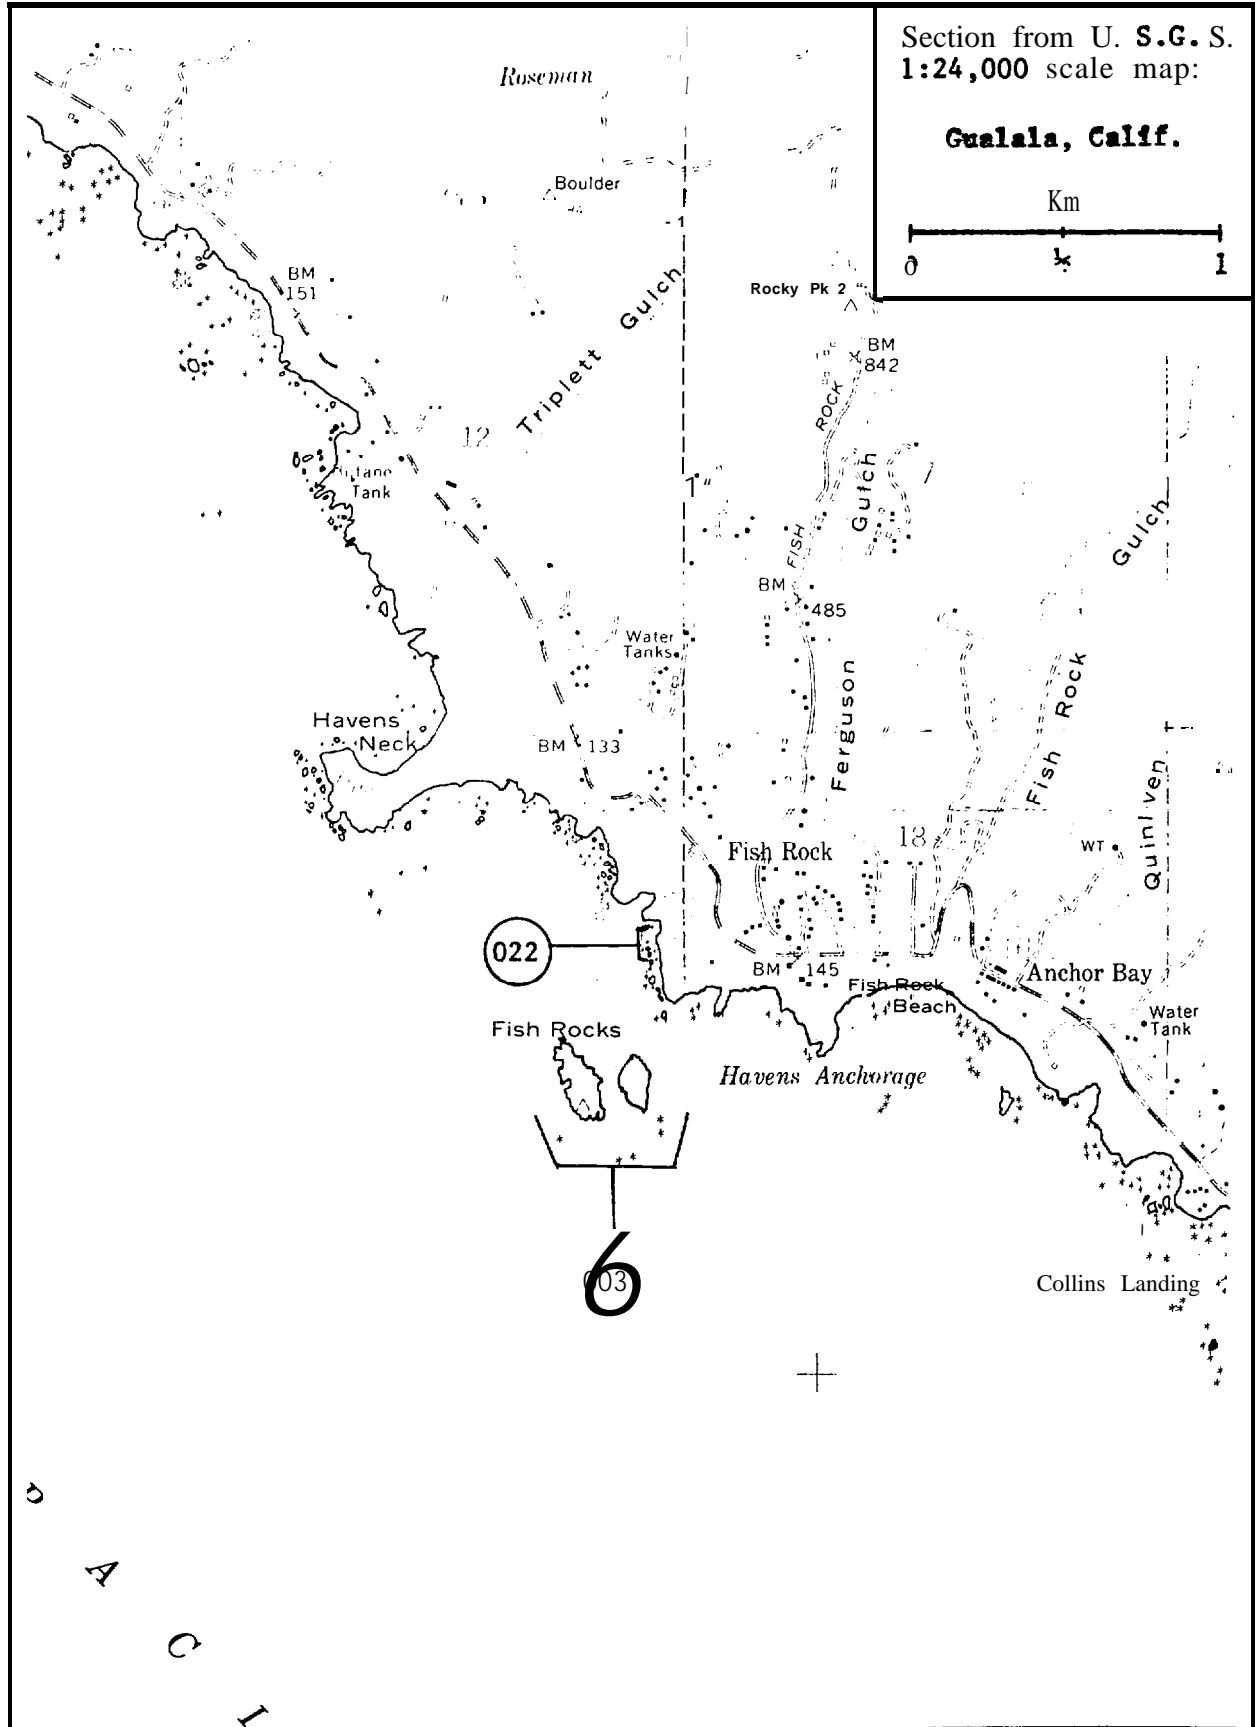 Section from U. S.G. S.
1:24,000 scale map:
Gualala, Calif.
Km
0 ½ 1
Roseman
Boulder
BM
151
Triplett Gulch
Rocky Pk 2
BM
842
12
Tank
FISH ROCK
Ferguson Gulch
BM
485
Water
Tanks
Fish Rock Gulch
Havens
Neck
BM 133
Quinliven
Fish Rock
18
WT
022
BM 145
Fish Rock
Beach
Anchor Bay
Water
Tank
Fish Rocks
Havens Anchorage
6
003
Collins Landing
P
A
C
I